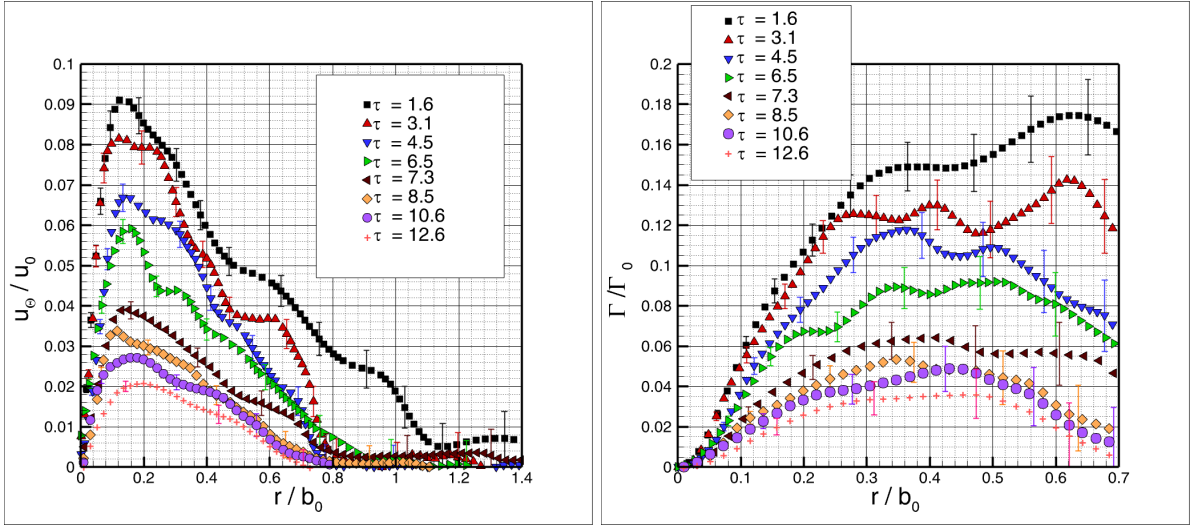 0.1
0.09
0.08
0.07
0.06
0.05
0.04
0.03
0.02
0.01
0
u_Θ / u_0
0 0.2 0.4 0.6 0.8 1 1.2 1.4
r / b_0
τ = 1.6
τ = 3.1
τ = 4.5
τ = 6.5
τ = 7.3
τ = 8.5
τ = 10.6
τ = 12.6
τ = 1.6
τ = 3.1
τ = 4.5
τ = 6.5
τ = 7.3
τ = 8.5
τ = 10.6
τ = 12.6
0.2
0.18
0.16
0.14
0.12
0.1
0.08
0.06
0.04
0.02
0
Γ / Γ_0
0 0.1 0.2 0.3 0.4 0.5 0.6 0.7
r / b_0